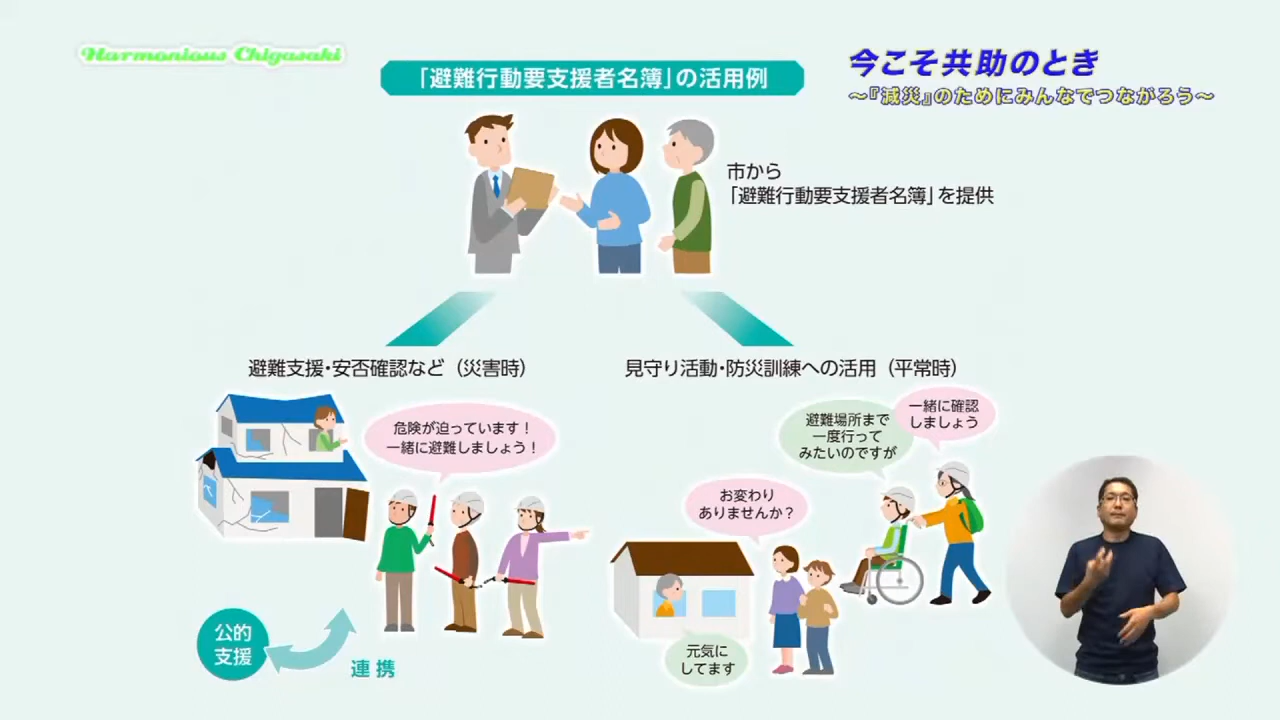 Harmonious Chigasaki
「避難行動要支援者名簿」の活用例
今こそ共助のとき
～『減災』のためにみんなでつながろう～
市から
「避難行動要支援者名簿」を提供
避難支援・安否確認など（災害時）
見守り活動・防災訓練への活用（平常時）
危険が迫っています！
一緒に避難しましょう！
避難場所まで
一度行って
みたいのですが
一緒に確認
しましょう
お変わり
ありませんか？
元気に
してます
公的
支援
連携